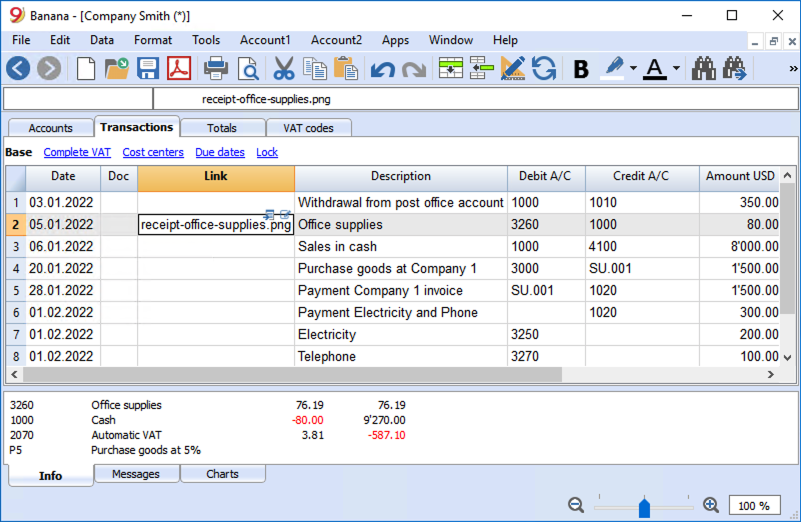 Banana - [Company Smith (*)]
File Edit Data Format Tools Account1 Account2 Apps Window Help
B A »
receipt-office-supplies.png
Accounts Transactions Totals VAT codes
Base Complete VAT Cost centers Due dates Lock
Date Doc Link Description Debit A/C Credit A/C Amount USD
1 03.01.2022 Withdrawal from post office account 1000 1010 350.00
2 05.01.2022 receipt-office-supplies.png Office supplies 3260 1000 80.00
3 06.01.2022 Sales in cash 1000 4100 8'000.00
4 20.01.2022 Purchase goods at Company 1 3000 SU.001 1'500.00
5 28.01.2022 Payment Company 1 invoice SU.001 1020 1'500.00
6 01.02.2022 Payment Electricity and Phone 1020 300.00
7 01.02.2022 Electricity 3250 200.00
8 01.02.2022 Telephone 3270 100.00
3260 Office supplies 76.19 76.19
1000 Cash -80.00 9'270.00
2070 Automatic VAT 3.81 -587.10
P5 Purchase goods at 5%
Info Messages Charts
100 %